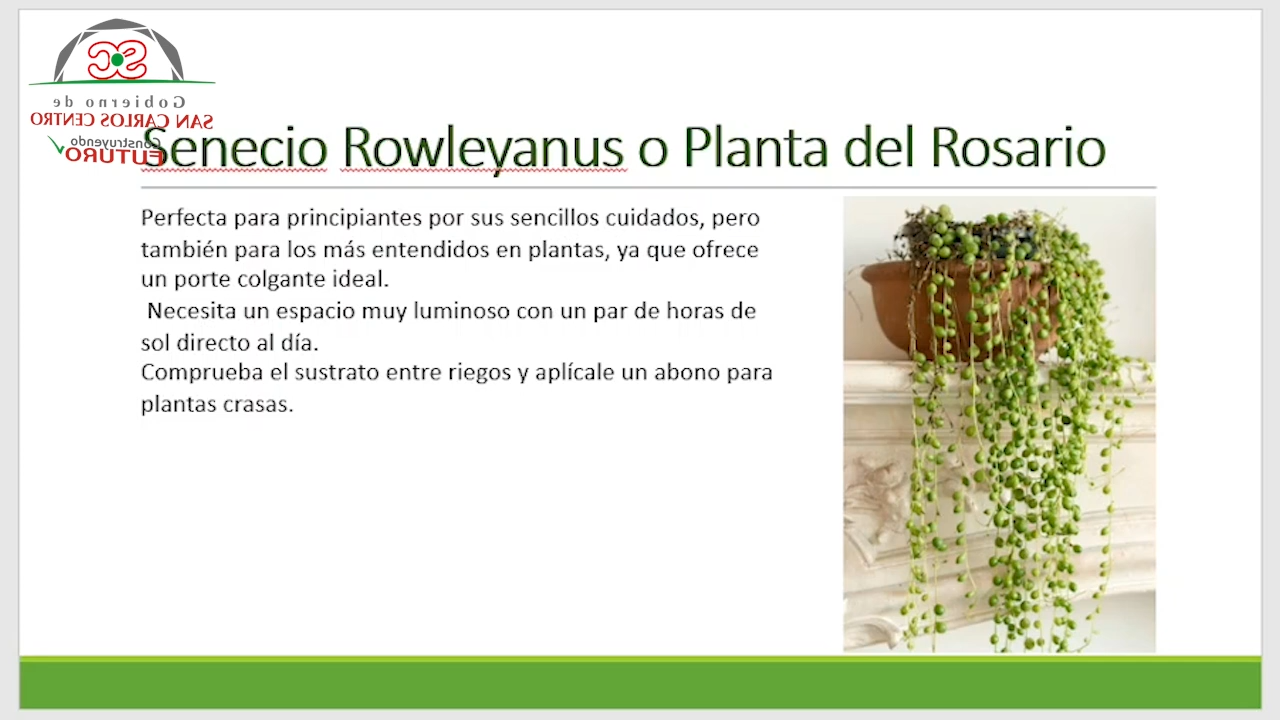 SC
Gobierno de
SAN CARLOS CENTRO
construyendo
FUTURO
Senecio Rowleyanus o Planta del Rosario
Perfecta para principiantes por sus sencillos cuidados, pero
también para los más entendidos en plantas, ya que ofrece
un porte colgante ideal.
Necesita un espacio muy luminoso con un par de horas de
sol directo al día.
Comprueba el sustrato entre riegos y aplícale un abono para
plantas crasas.